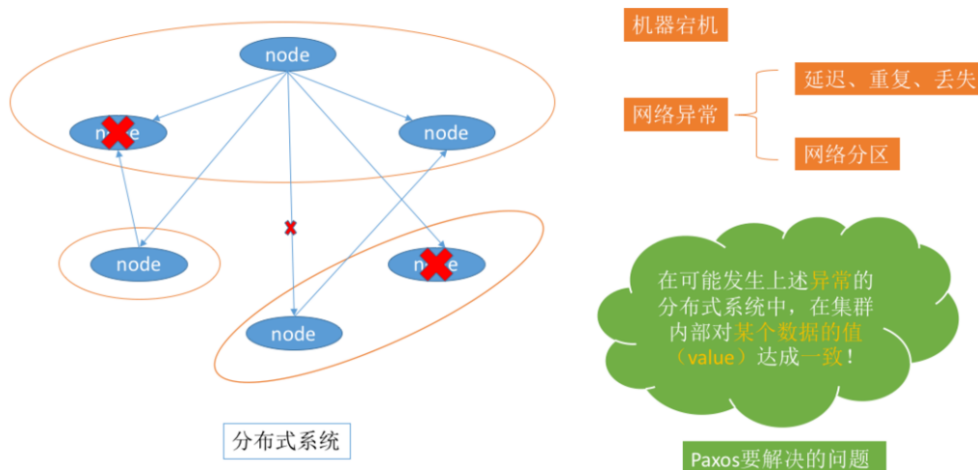 node
node
node
node
node
node
分布式系统
机器宕机
网络异常
延迟、重复、丢失
网络分区
在可能发生上述异常的
分布式系统中，在集群
内部对某个数据的值
（value）达成一致！
Paxos要解决的问题